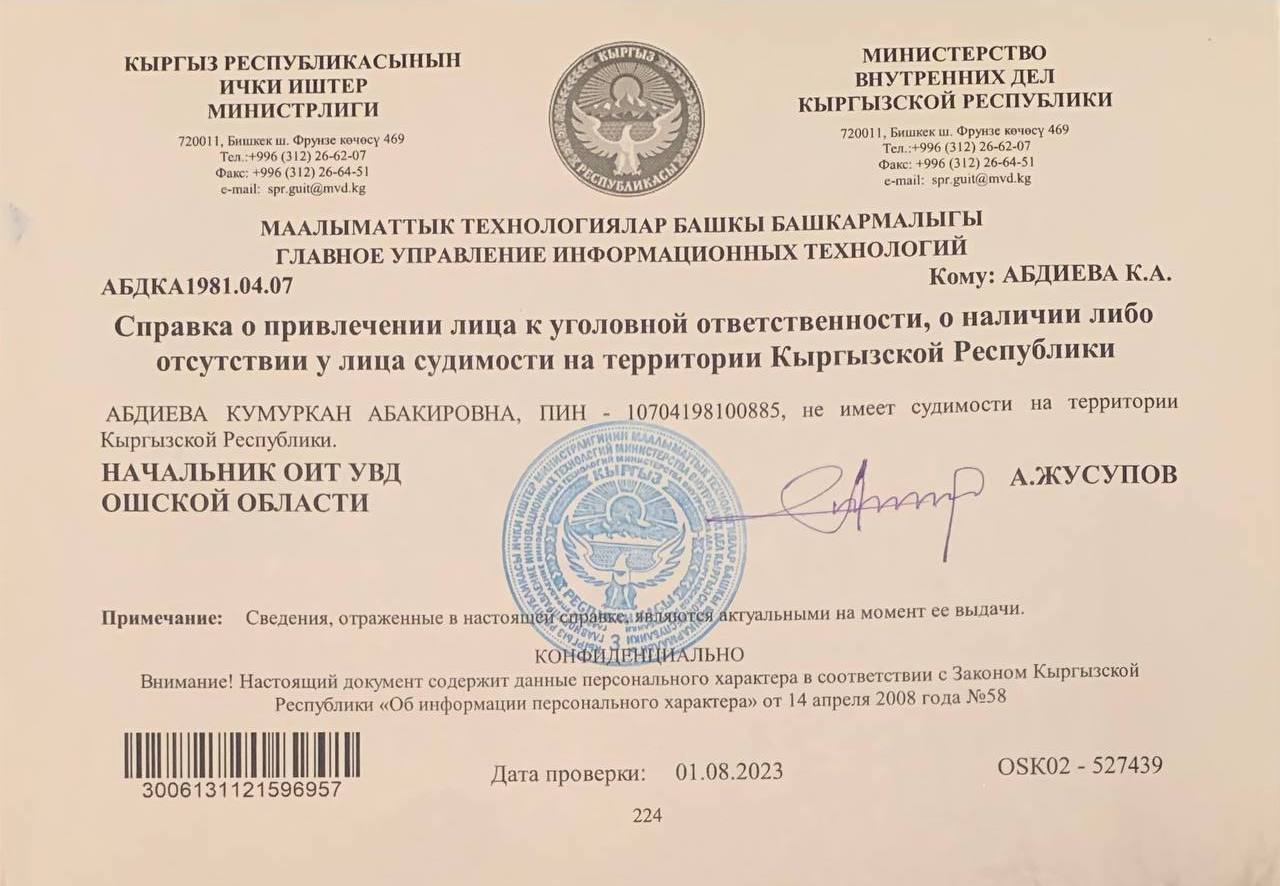 КЫРГЫЗ РЕСПУБЛИКАСЫНЫН
ИЧКИ ИШТЕР
МИНИСТРЛИГИ
720011, Бишкек ш. Фрунзе көчөсү 469
Тел.:+996 (312) 26-62-07
Факс: +996 (312) 26-64-51
e-mail: spr.guit@mvd.kg
КЫРГЫЗ
РЕСПУБЛИКАСЫ
МИНИСТЕРСТВО
ВНУТРЕННИХ ДЕЛ
КЫРГЫЗСКОЙ РЕСПУБЛИКИ
720011, Бишкек ш. Фрунзе көчөсү 469
Тел.:+996 (312) 26-62-07
Факс: +996 (312) 26-64-51
e-mail: spr.guit@mvd.kg
МААЛЫМАТТЫК ТЕХНОЛОГИЯЛАР БАШКЫ БАШКАРМАЛЫГЫ
ГЛАВНОЕ УПРАВЛЕНИЕ ИНФОРМАЦИОННЫХ ТЕХНОЛОГИЙ
АБДКА1981.04.07
Кому: АБДИЕВА К.А.
Справка о привлечении лица к уголовной ответственности, о наличии либо
отсутствии у лица судимости на территории Кыргызской Республики
АБДИЕВА КУМУРКАН АБАКИРОВНА, ПИН - 10704198100885, не имеет судимости на территории
Кыргызской Республики.
НАЧАЛЬНИК ОИТ УВД
ОШСКОЙ ОБЛАСТИ
А.ЖУСУПОВ
КЫРГЫЗ
РЕСПУБЛИКАСЫ
3
Примечание: Сведения, отраженные в настоящей справке, являются актуальными на момент ее выдачи.
КОНФИДЕНЦИАЛЬНО
Внимание! Настоящий документ содержит данные персонального характера в соответствии с Законом Кыргызской
Республики «Об информации персонального характера» от 14 апреля 2008 года №58
3006131121596957
Дата проверки: 01.08.2023
OSK02 - 527439
224